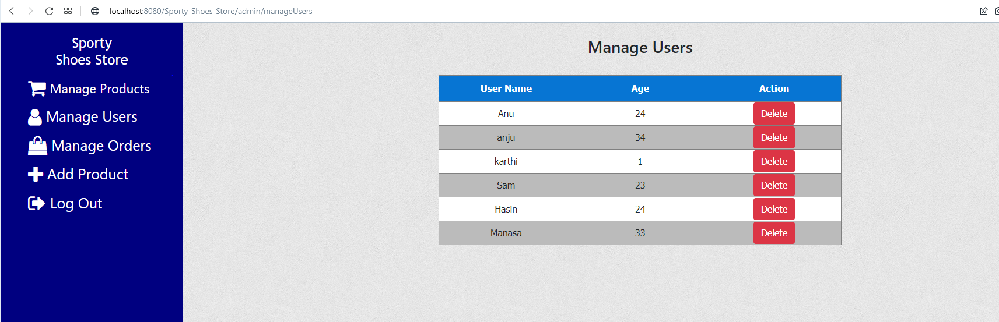 localhost:8080/Sporty-Shoes-Store/admin/manageUsers
Sporty
Shoes Store
Manage Products
Manage Users
Manage Orders
Add Product
Log Out
Manage Users
User Name Age Action
Anu 24 Delete
anju 34 Delete
karthi 1 Delete
Sam 23 Delete
Hasin 24 Delete
Manasa 33 Delete